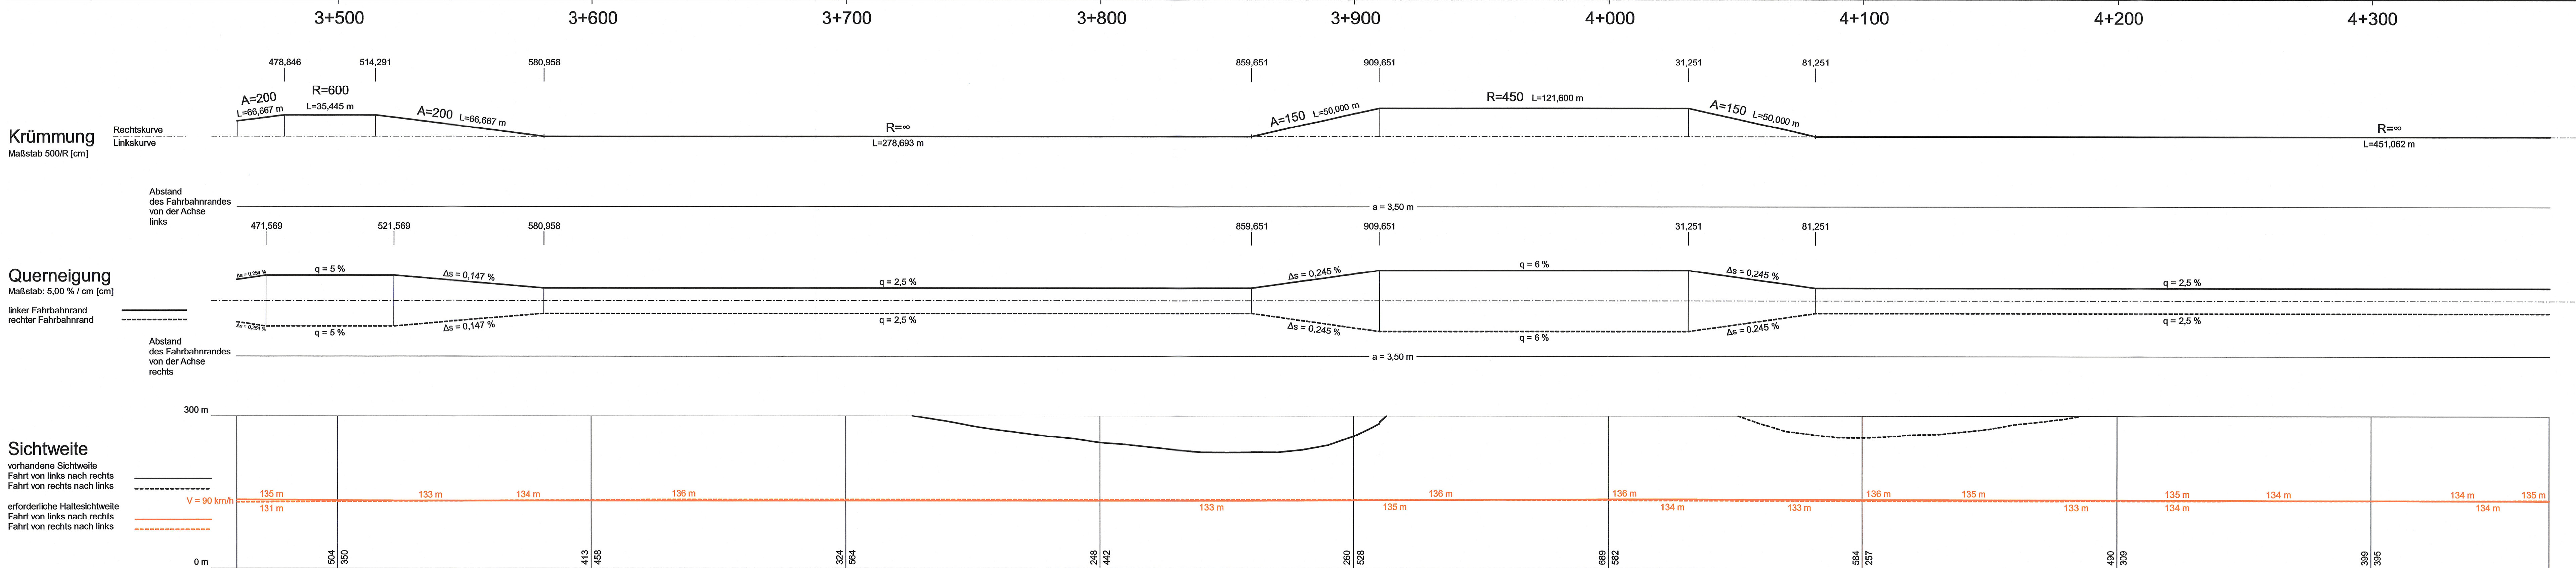 3+500 3+600 3+700 3+800 3+900 4+000 4+100 4+200 4+300
478,846 514,291 580,958 859,651 909,651 31,251 81,251
A=200 L=66,667 m R=600 L=35,445 m A=200 L=66,667 m R=∞ L=278,693 m A=150 L=50,000 m R=450 L=121,600 m A=150 L=50,000 m R=∞ L=451,062 m
Krümmung
Maßstab 500/R [cm]
Rechtskurve
Linkskurve
Abstand
des Fahrbahnrandes
von der Achse
links
a = 3,50 m
471,569 521,569 580,958 859,651 909,651 31,251 81,251
Querneigung
Maßstab: 5,00 % / cm [cm]
linker Fahrbahnrand
rechter Fahrbahnrand
Δs = 0,254 % q = 5 % Δs = 0,147 % q = 2,5 % Δs = 0,245 % q = 6 % Δs = 0,245 % q = 2,5 %
Δs = 0,254 % q = 5 % Δs = 0,147 % q = 2,5 % Δs = 0,245 % q = 6 % Δs = 0,245 % q = 2,5 %
Abstand
des Fahrbahnrandes
von der Achse
rechts
a = 3,50 m
300 m
Sichtweite
vorhandene Sichtweite
Fahrt von links nach rechts
Fahrt von rechts nach links
V = 90 km/h
erforderliche Haltesichtweite
Fahrt von links nach rechts
Fahrt von rechts nach links
135 m 133 m 134 m 136 m 136 m 136 m 136 m 135 m 135 m 134 m 134 m 135 m
131 m 133 m 135 m 134 m 133 m 133 m 134 m 134 m
0 m
504 350 413 458 324 564 248 442 260 528 689 582 584 257 490 309 399 395